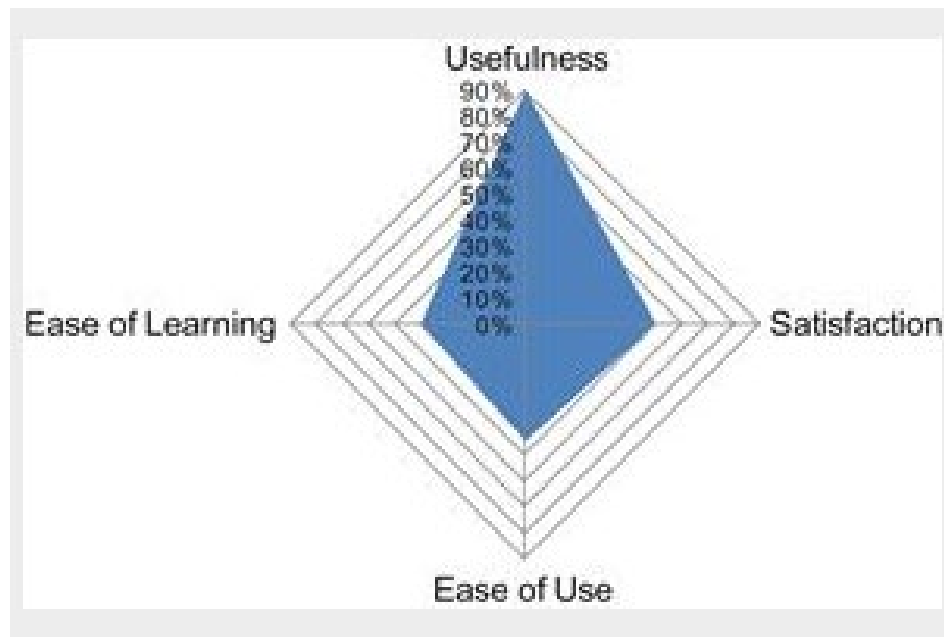 Usefulness
90%
80%
70%
60%
50%
40%
30%
20%
10%
0%
Ease of Learning
Satisfaction
Ease of Use